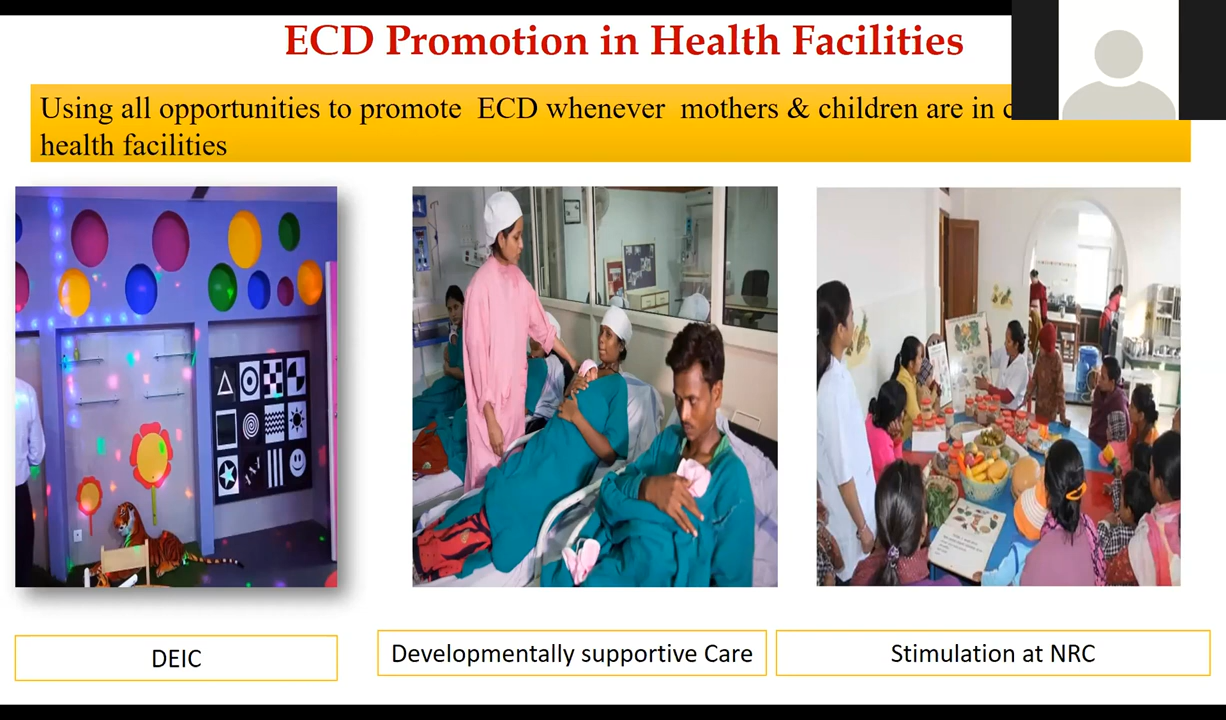 ECD Promotion in Health Facilities
Using all opportunities to promote ECD whenever mothers & children are in
health facilities
DEIC
Developmentally supportive Care
Stimulation at NRC